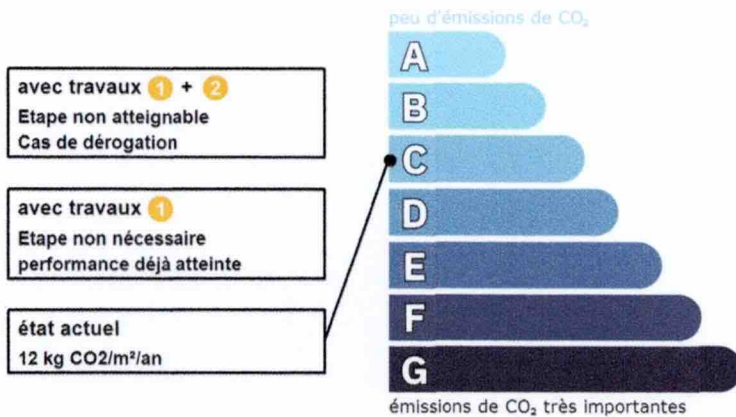 avec travaux 1 + 2
Etape non atteignable
Cas de dérogation
avec travaux 1
Etape non nécessaire
performance déjà atteinte
état actuel
12 kg CO2/m²/an
peu d'émissions de CO₂
A
B
C
D
E
F
G
émissions de CO₂ très importantes